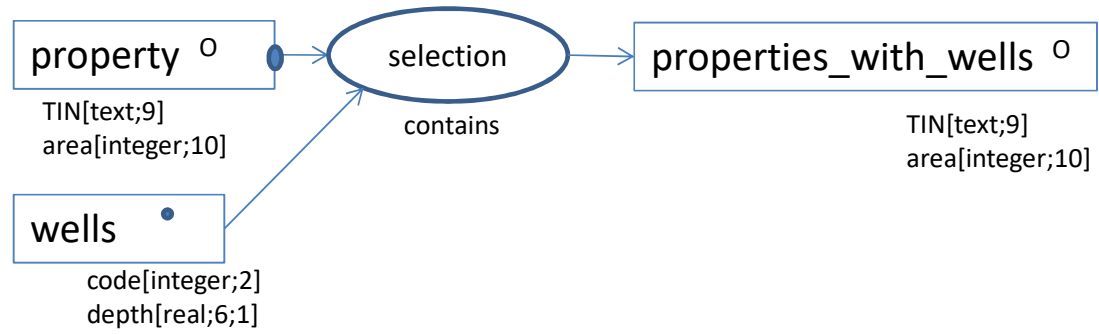 property O
selection
properties_with_wells O
contains
TIN[text;9]
area[integer;10]
TIN[text;9]
area[integer;10]
wells
code[integer;2]
depth[real;6;1]